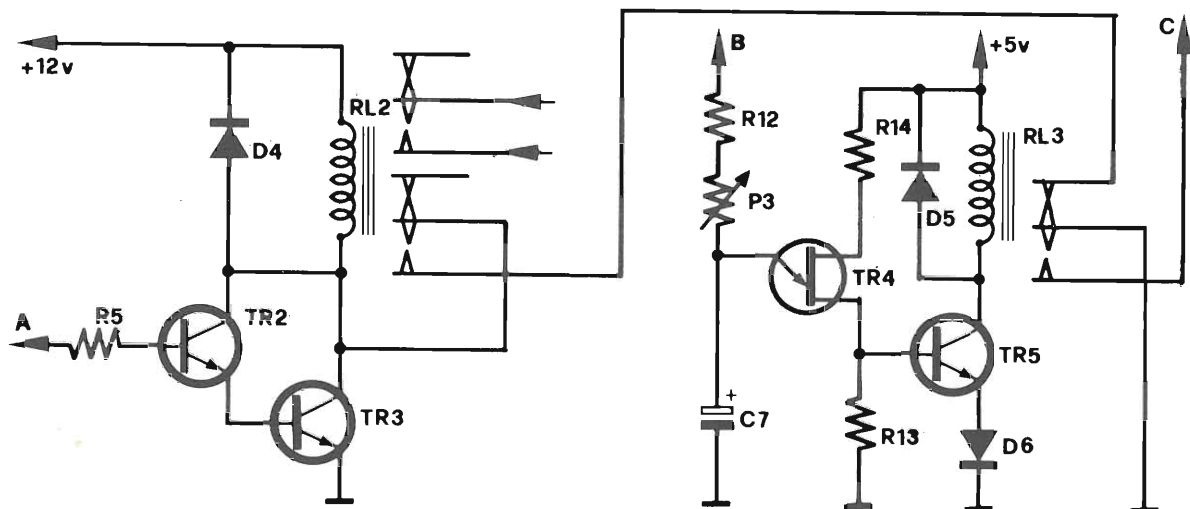 +12v
D4
RL2
A
R5
TR2
TR3
B
R12
P3
+
C7
R14
TR4
R13
+5v
D5
RL3
TR5
D6
C